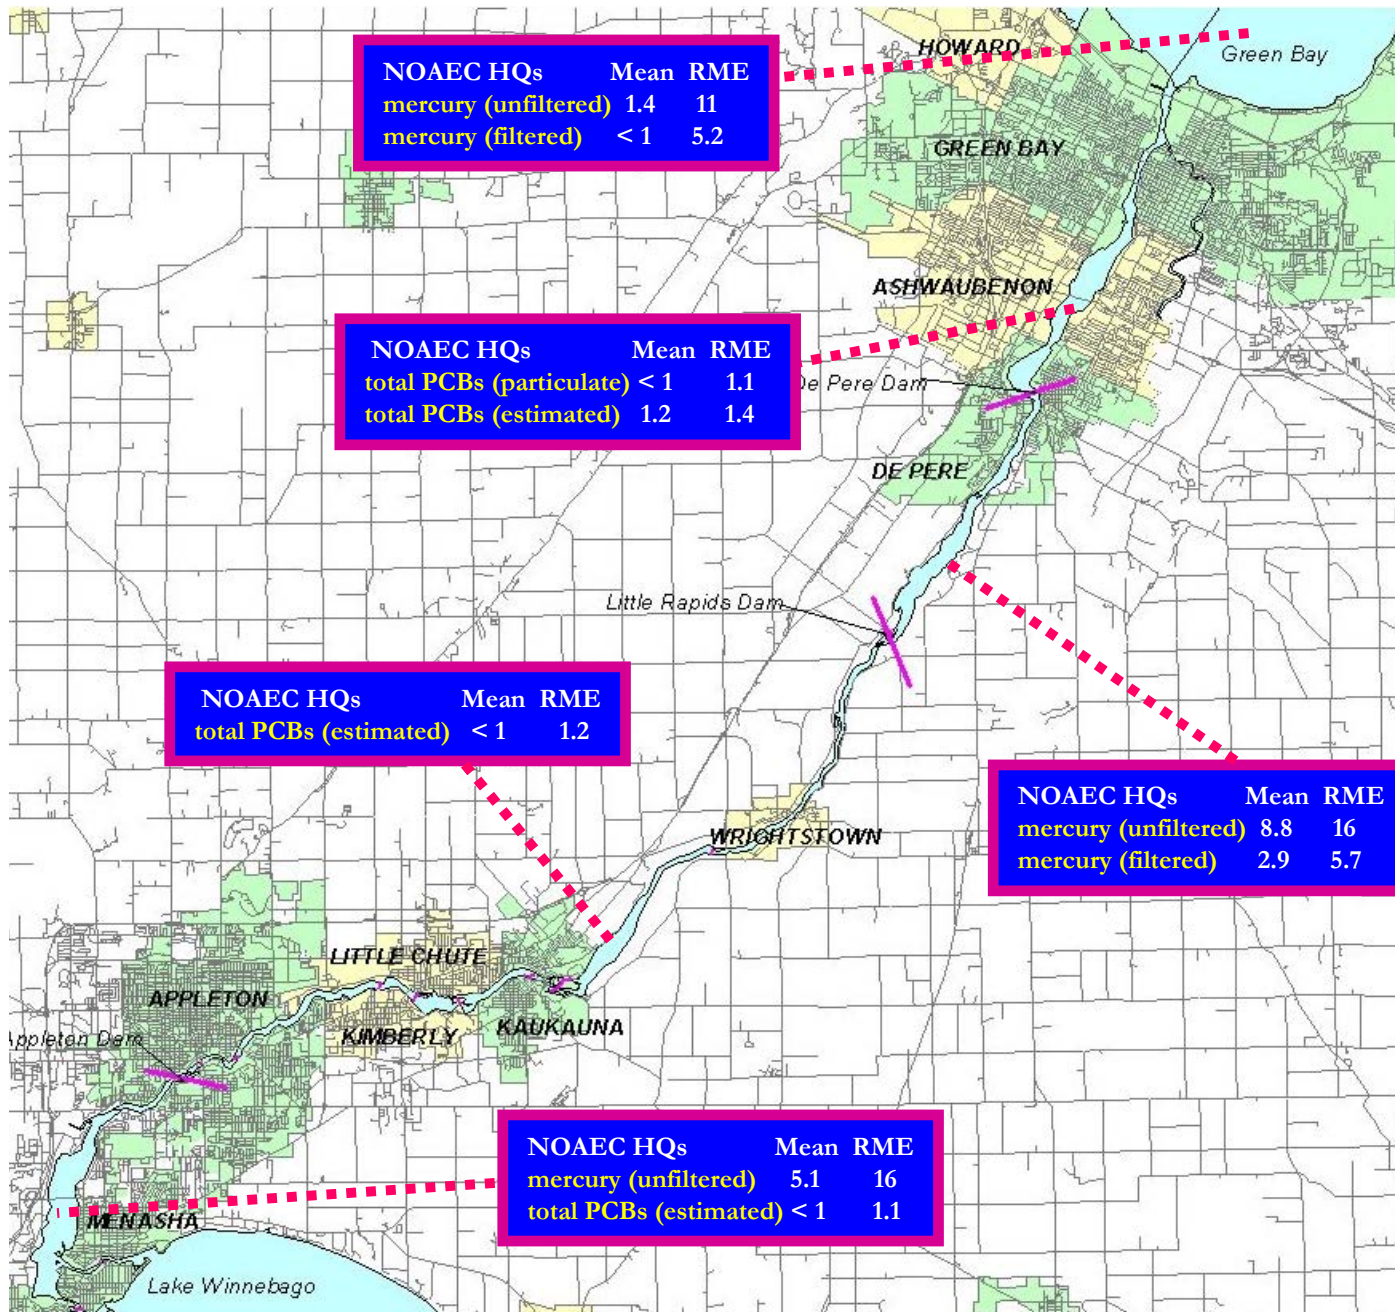 HOWARD
Green Bay
NOAEC HQs Mean RME
mercury (unfiltered) 1.4 11
mercury (filtered) < 1 5.2
GREEN BAY
ASHWAUBENON
NOAEC HQs Mean RME
total PCBs (particulate) < 1 1.1
total PCBs (estimated) 1.2 1.4
De Pere Dam
DE PERE
Little Rapids Dam
NOAEC HQs Mean RME
total PCBs (estimated) < 1 1.2
NOAEC HQs Mean RME
mercury (unfiltered) 8.8 16
mercury (filtered) 2.9 5.7
WRIGHTSTOWN
LITTLE CHUTE
APPLETON
KAUKAUNA
KIMBERLY
Appleton Dam
NOAEC HQs Mean RME
mercury (unfiltered) 5.1 16
total PCBs (estimated) < 1 1.1
MENASHA
Lake Winnebago